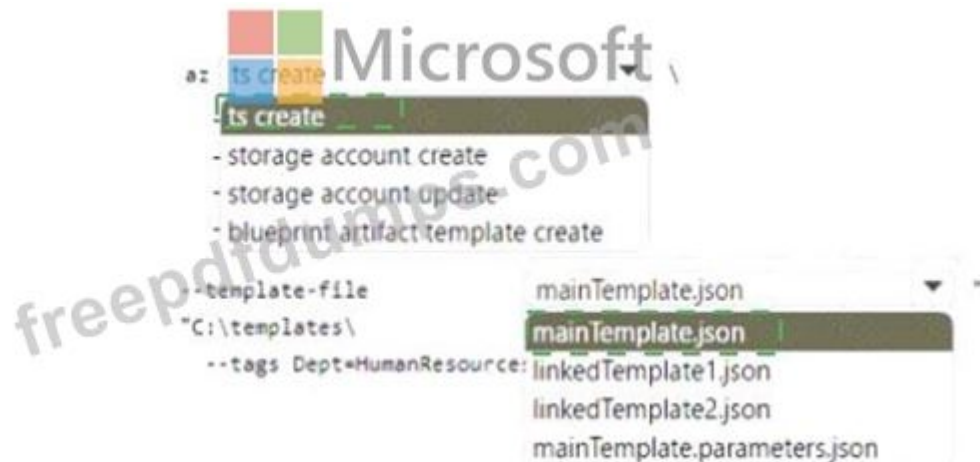 Microsoft
az ts create \
ts create
- storage account create
- storage account update
- blueprint artifact template create
freepdfdumps.com
--template-file mainTemplate.json "
"C:\templates\
mainTemplate.json
--tags Dept=HumanResource:
linkedTemplate1.json
linkedTemplate2.json
mainTemplate.parameters.json